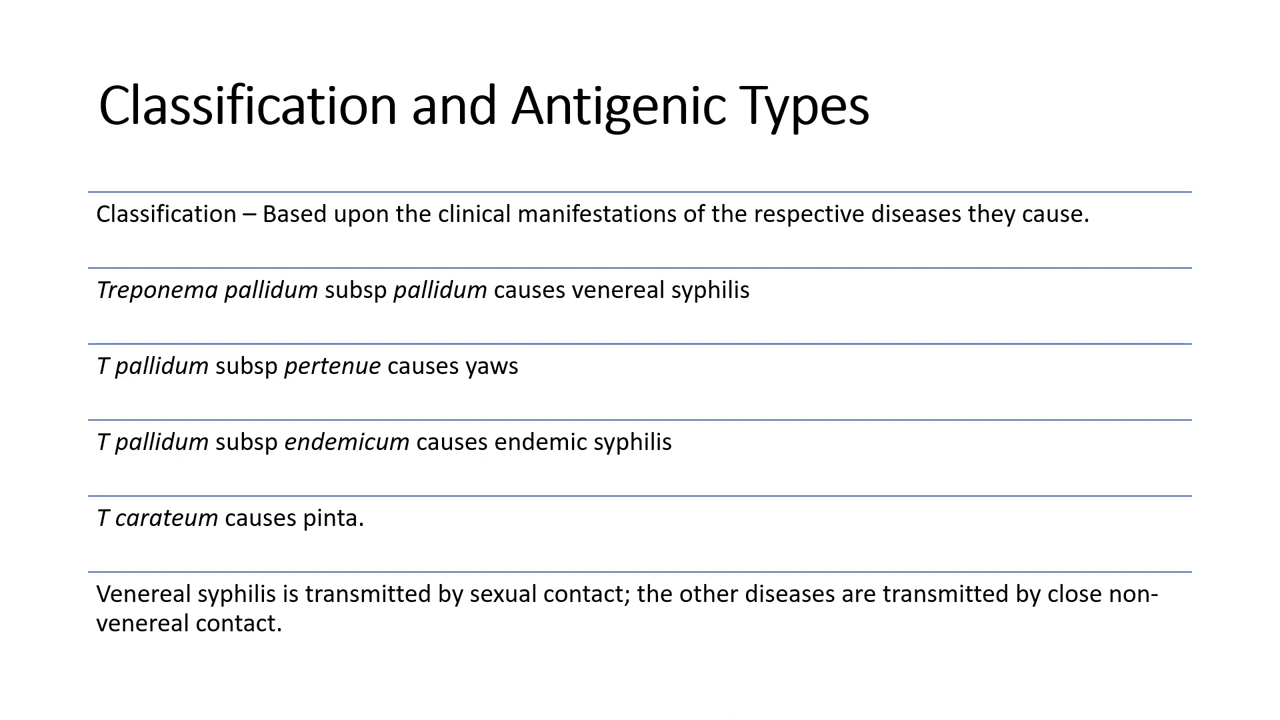 Classification and Antigenic Types
Classification – Based upon the clinical manifestations of the respective diseases they cause.
Treponema pallidum subsp pallidum causes venereal syphilis
T pallidum subsp pertenue causes yaws
T pallidum subsp endemicum causes endemic syphilis
T carateum causes pinta.
Venereal syphilis is transmitted by sexual contact; the other diseases are transmitted by close non-
venereal contact.